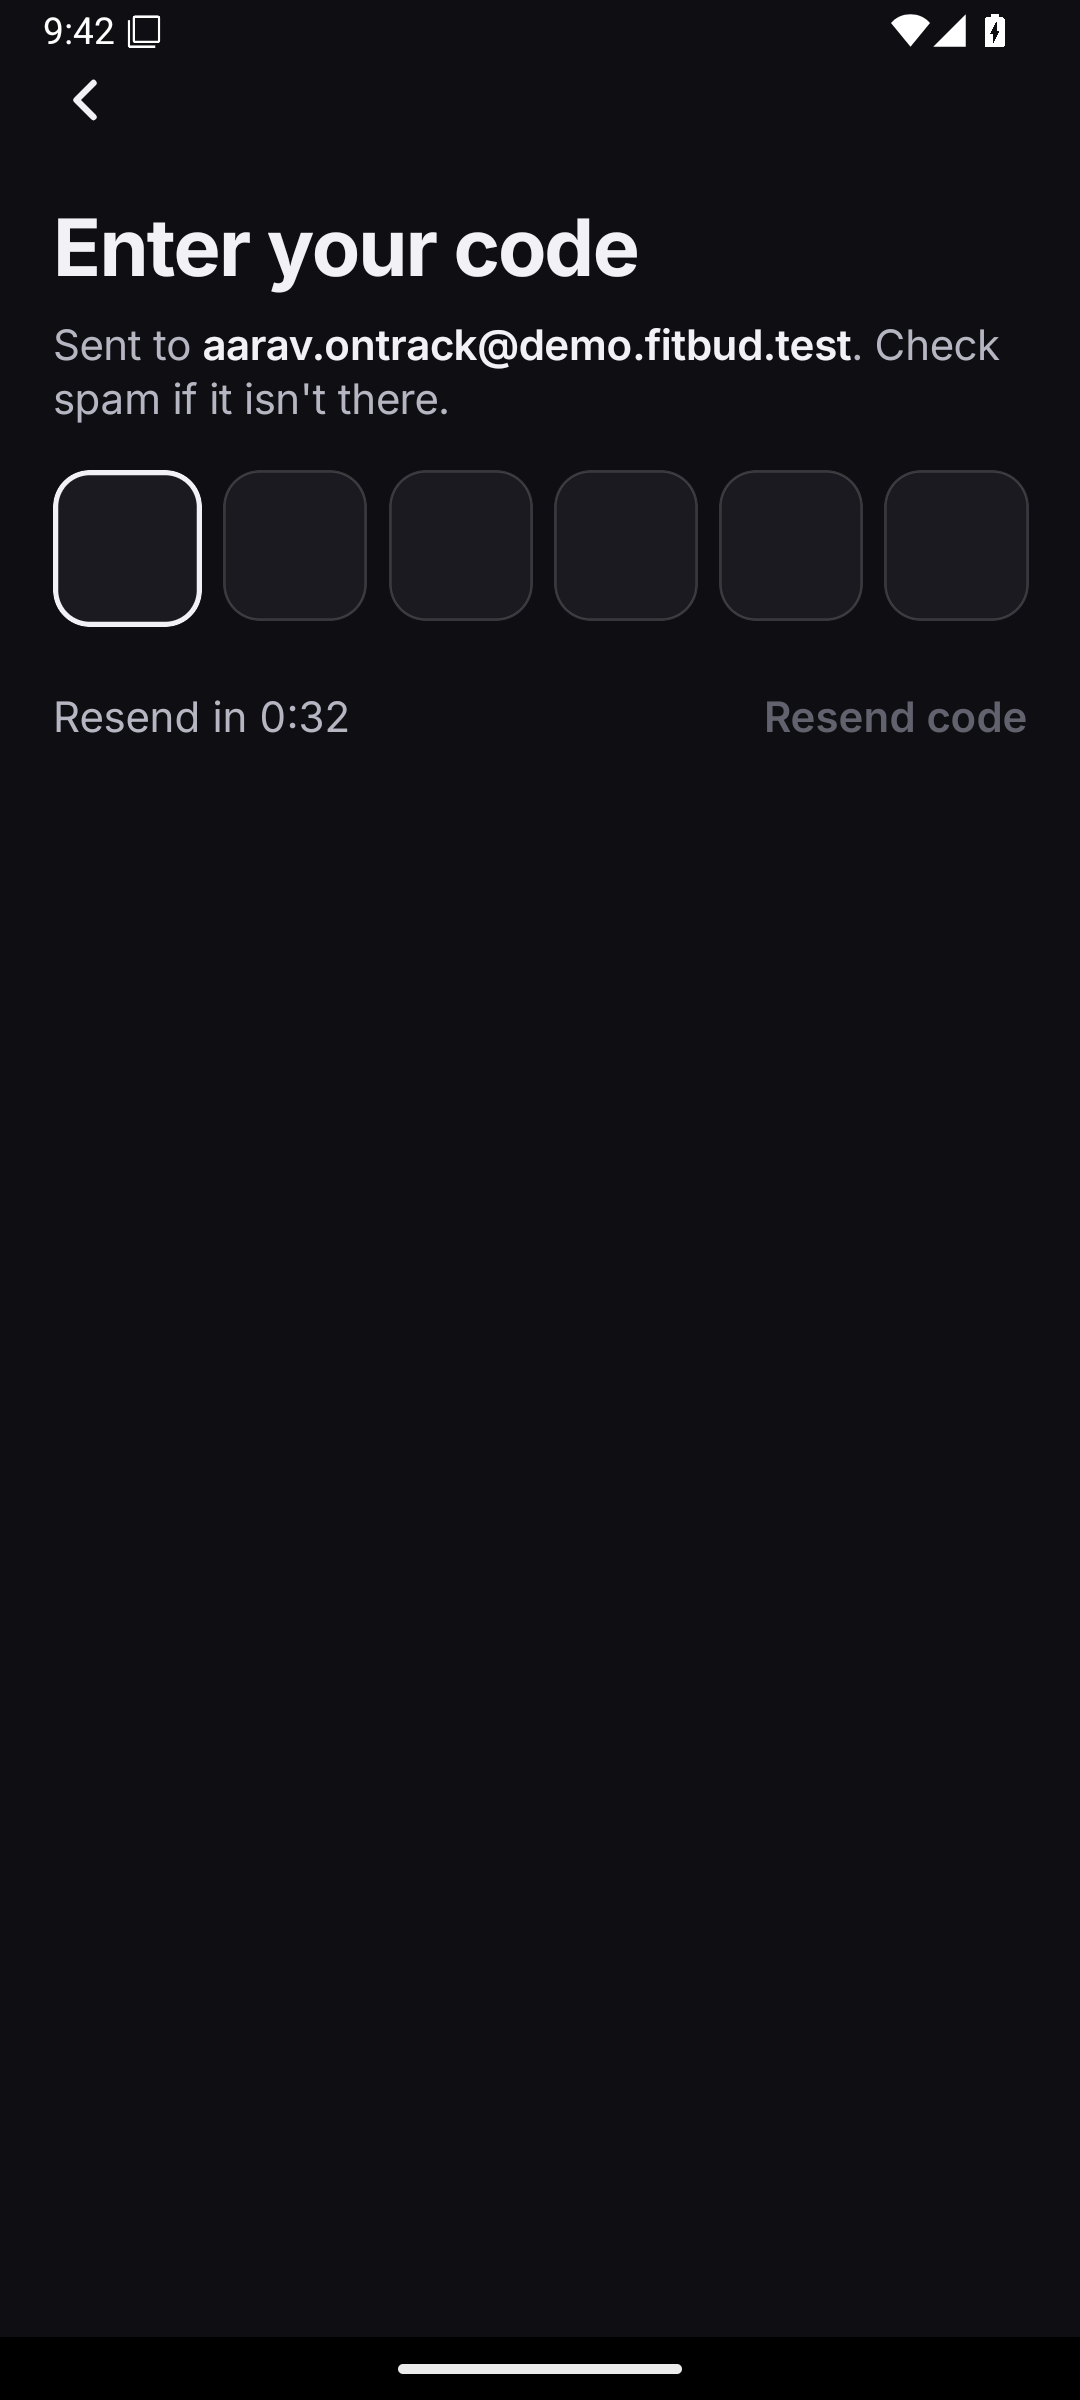 9:42
Enter your code
Sent to aarav.ontrack@demo.fitbud.test. Check
spam if it isn't there.
Resend in 0:32
Resend code